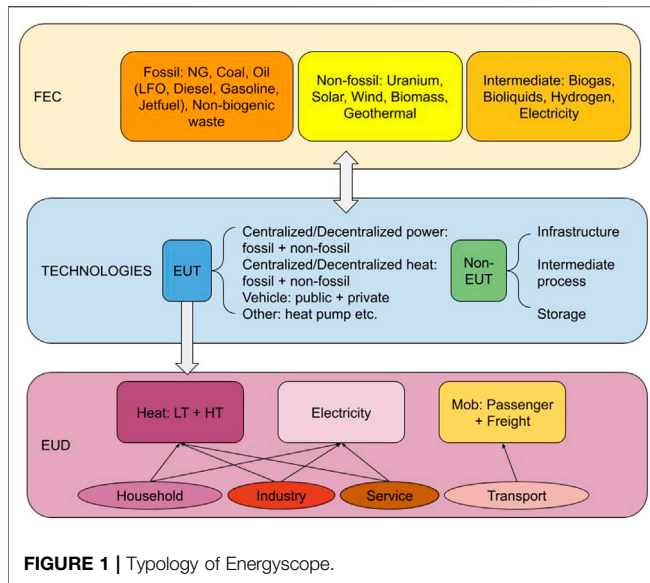 FEC
Fossil: NG, Coal, Oil
(LFO, Diesel, Gasoline,
Jetfuel), Non-biogenic
waste
Non-fossil: Uranium,
Solar, Wind, Biomass,
Geothermal
Intermediate: Biogas,
Bioliquids, Hydrogen,
Electricity
TECHNOLOGIES
EUT
Centralized/Decentralized power:
fossil + non-fossil
Centralized/Decentralized heat:
fossil + non-fossil
Vehicle: public + private
Other: heat pump etc.
Non-
EUT
Infrastructure
Intermediate
process
Storage
EUD
Heat: LT + HT
Electricity
Mob: Passenger
+ Freight
Household
Industry
Service
Transport
FIGURE 1 | Typology of Energyscope.